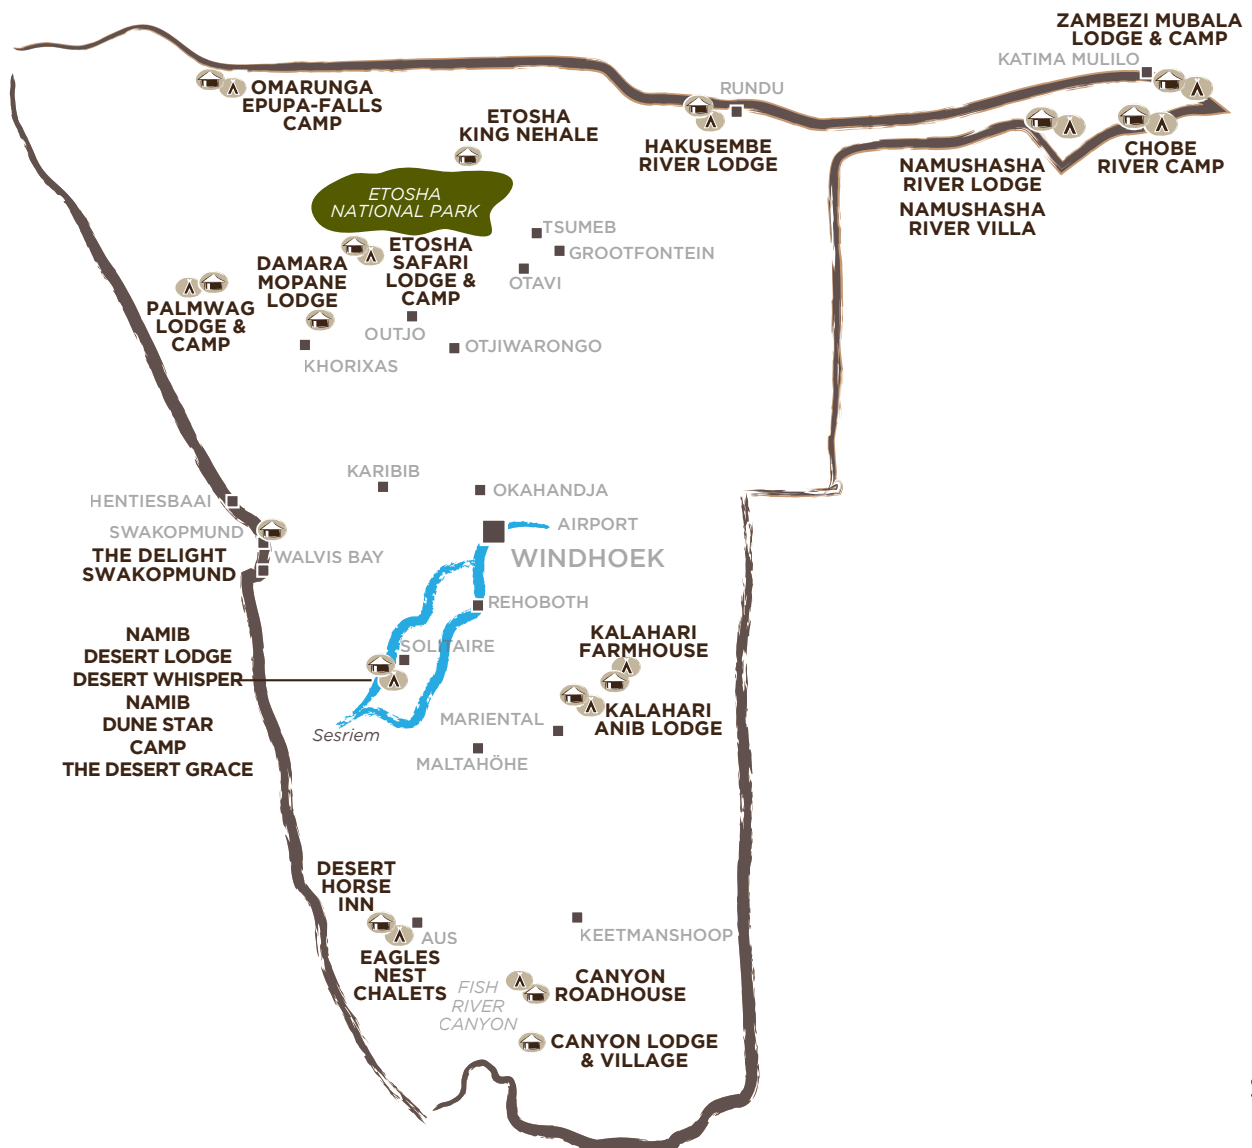 ZAMBEZI MUBALA
LODGE & CAMP
KATIMA MULILO
OMARUNGA
EPUPA-FALLS
CAMP
ETOSHA
KING NEHALE
RUNDU
HAKUSEMBE
RIVER LODGE
NAMUSHASHA
RIVER LODGE
NAMUSHASHA
RIVER VILLA
CHOBE
RIVER CAMP
ETOSHA
NATIONAL PARK
TSUMEB
GROOTFONTEIN
OTAVI
ETOSHA
SAFARI
LODGE &
CAMP
DAMARA
MOPANE
LODGE
PALMWAG
LODGE &
CAMP
OUTJO
OTJIWARONGO
KHORIXAS
KARIBIB
OKAHANDJA
HENTIESBAAI
SWAKOPMUND
AIRPORT
WINDHOEK
THE DELIGHT
SWAKOPMUND
WALVIS BAY
REHOBOTH
NAMIB
DESERT LODGE
DESERT WHISPER
NAMIB
DUNE STAR
CAMP
THE DESERT GRACE
SOLITAIRE
KALAHARI
FARMHOUSE
KALAHARI
ANIB LODGE
MARIENTAL
Sesriem
MALTAHÖHE
DESERT
HORSE
INN
AUS
EAGLES
NEST
CHALETS
KEETMANSHOOP
FISH
RIVER
CANYON
CANYON
ROADHOUSE
CANYON LODGE
& VILLAGE